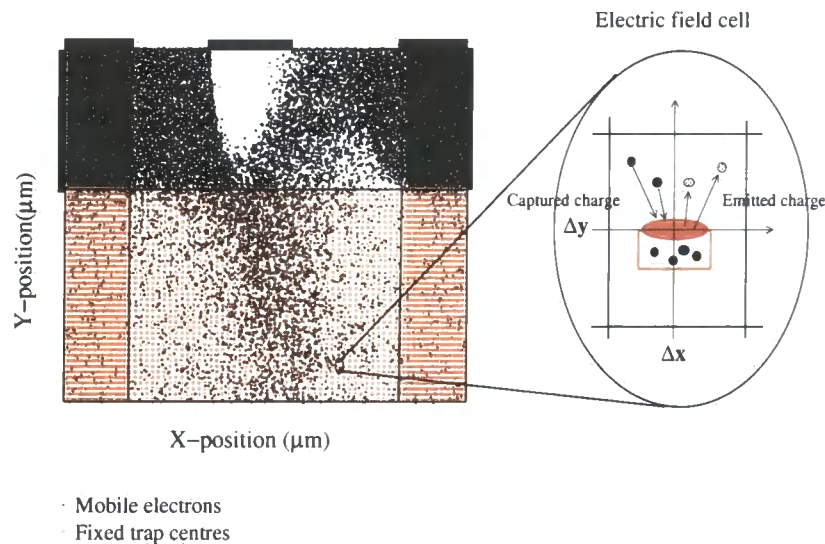 Electric field cell
Captured charge
Emitted charge
Δy
Δx
Y−position(μm)
X−position (μm)
· Mobile electrons
· Fixed trap centres